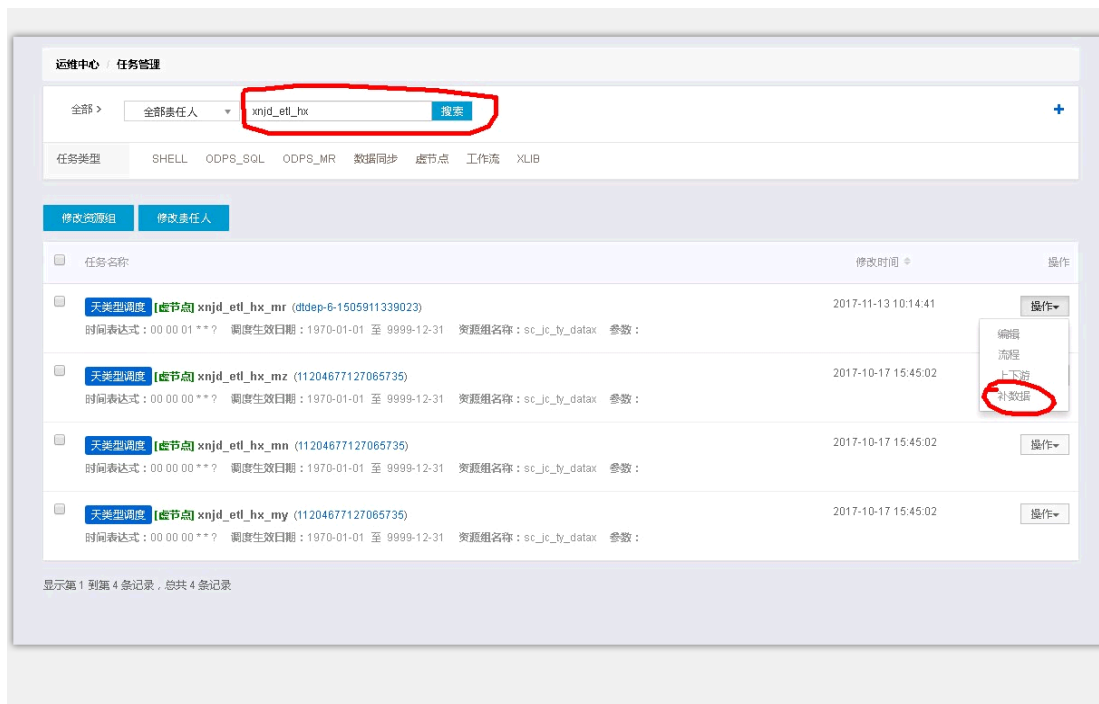 运维中心 / 任务管理
全部 > 全部责任人 xnjd_etl_hx 搜索 +
任务类型 SHELL ODPS_SQL ODPS_MR 数据同步 虚节点 工作流 XLIB
修改资源组 修改责任人
任务名称 修改时间 操作
天类型调度 [虚节点] xnjd_etl_hx_mr (dtdep-6-1505911339023) 2017-11-13 10:14:41 操作
时间表达式：00 00 01 * * ? 调度生效日期：1970-01-01 至 9999-12-31 资源组名称：sc_jc_ty_datax 参数：
编辑
流程
上下游
补数据
天类型调度 [虚节点] xnjd_etl_hx_mz (11204677127065735) 2017-10-17 15:45:02
时间表达式：00 00 00 * * ? 调度生效日期：1970-01-01 至 9999-12-31 资源组名称：sc_jc_ty_datax 参数：
天类型调度 [虚节点] xnjd_etl_hx_mn (11204677127065735) 2017-10-17 15:45:02 操作
时间表达式：00 00 00 * * ? 调度生效日期：1970-01-01 至 9999-12-31 资源组名称：sc_jc_ty_datax 参数：
天类型调度 [虚节点] xnjd_etl_hx_my (11204677127065735) 2017-10-17 15:45:02 操作
时间表达式：00 00 00 * * ? 调度生效日期：1970-01-01 至 9999-12-31 资源组名称：sc_jc_ty_datax 参数：
显示第 1 到第 4 条记录，总共 4 条记录